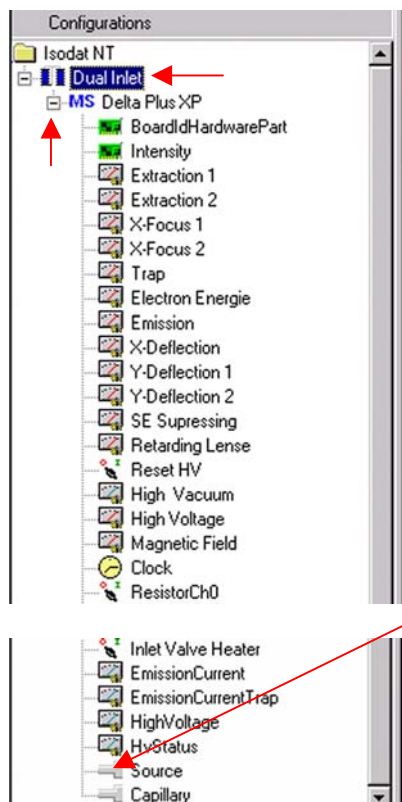 Configurations
Isodat NT
Dual Inlet
MS Delta Plus XP
BoardIdHardwarePart
Intensity
Extraction 1
Extraction 2
X-Focus 1
X-Focus 2
Trap
Electron Energie
Emission
X-Deflection
Y-Deflection 1
Y-Deflection 2
SE Supressing
Retarding Lense
Reset HV
High Vacuum
High Voltage
Magnetic Field
Clock
ResistorCh0
Inlet Valve Heater
EmissionCurrent
EmissionCurrentTrap
HighVoltage
HvStatus
Source
Capillary